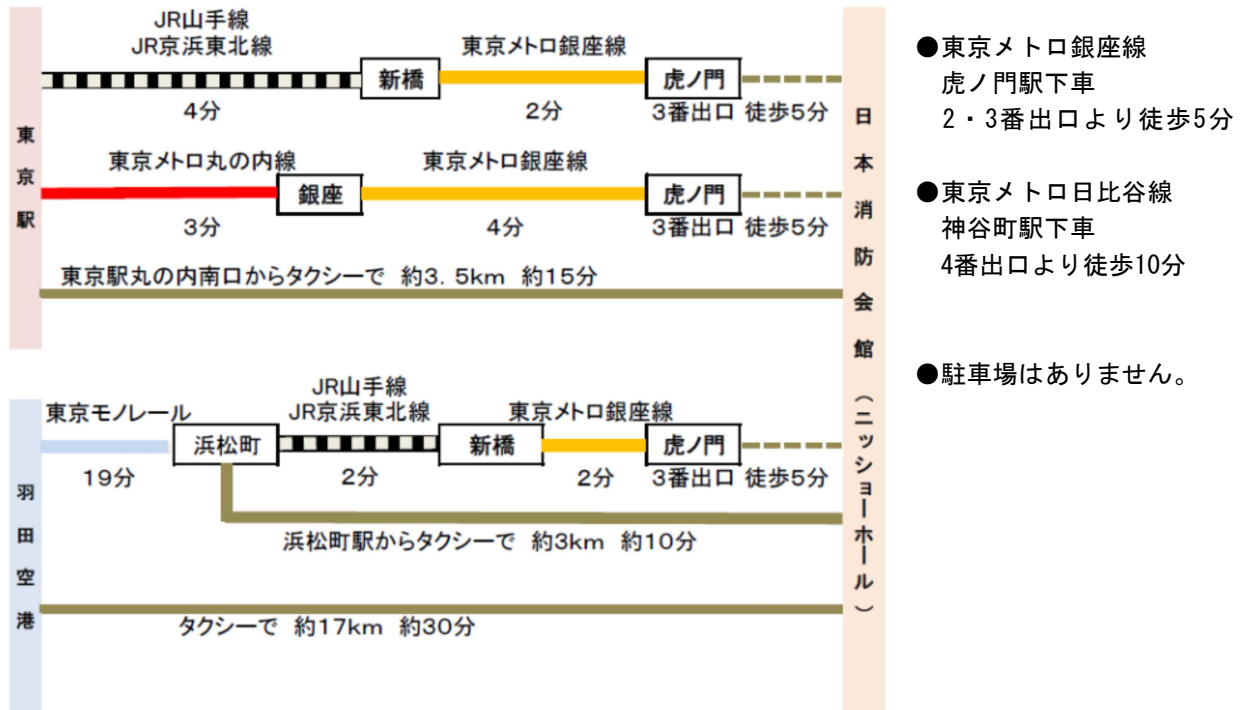 東京駅
JR山手線
JR京浜東北線
東京メトロ銀座線
新橋
虎ノ門
4分
2分
3番出口 徒歩5分
東京メトロ丸の内線
東京メトロ銀座線
銀座
虎ノ門
3分
4分
3番出口 徒歩5分
東京駅丸の内南口からタクシーで 約3.5km 約15分
羽田空港
東京モノレール
JR山手線
JR京浜東北線
東京メトロ銀座線
浜松町
新橋
虎ノ門
19分
2分
2分
3番出口 徒歩5分
浜松町駅からタクシーで 約3km 約10分
タクシーで 約17km 約30分
日本消防会館(ニッショーホール)
●東京メトロ銀座線
虎ノ門駅下車
2・3番出口より徒歩5分
●東京メトロ日比谷線
神谷町駅下車
4番出口より徒歩10分
●駐車場はありません。